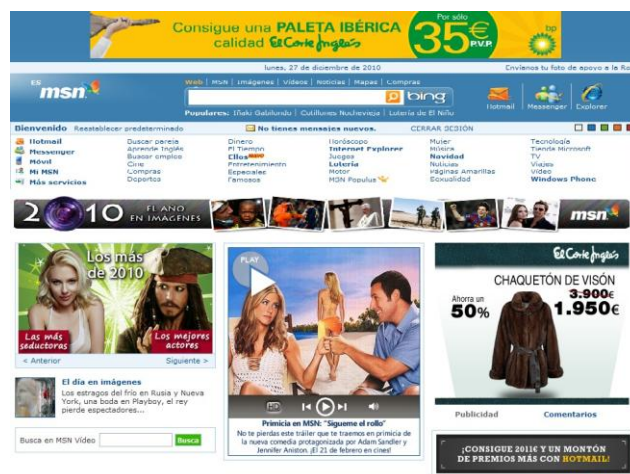 Consigue una PALETA IBÉRICA
calidad El Corte Inglés
Por sólo
35€
P.V.P.
bp
lunes, 27 de diciembre de 2010
Envíenos tu foto de apoyo a la Ro
ES
msn
Web | MSN | Imágenes | Vídeos | Noticias | Mapas | Compras
bing
Populares: Iñaki Gabilondo | Cotillones Nochevieja | Lotería de El Niño
Hotmail
Messenger
Explorer
Bienvenido Reestablecer predeterminado
No tienes mensajes nuevos.
CERRAR SESIÓN
Hotmail
Messenger
Móvil
Mi MSN
Más servicios
Buscar pareja
Aprende Inglés
Buscar empleo
Cine
Compras
Deportes
Dinero
El Tiempo
Ellos
Entretenimiento
Especiales
Famosos
Horóscopo
Internet Explorer
Juegos
Lotería
Motor
MSN Populus
Mujer
Música
Navidad
Noticias
Páginas Amarillas
Sexualidad
Tecnología
Tienda Microsoft
TV
Viajes
Vídeo
Windows Phone
2010 EL AÑO
EN IMÁGENES
msn
Los más
de 2010
Las más
seductoras
Los mejores
actores
< Anterior
Siguiente >
El día en imágenes
Los estragos del frío en Rusia y Nueva
York, una boda en Playboy, el rey
pierde espectadores...
Busca en MSN Vídeo
Busca
PLAY
Primicia en MSN: "Sígueme el rollo"
No te pierdas este tráiler que te traemos en primicia de
la nueva comedia protagonizada por Adam Sandler y
Jennifer Aniston. ¡El 21 de febrero en cines!
El Corte Inglés
CHAQUETÓN DE VISÓN
Ahorra un
50%
3.900€
1.950€
Publicidad
Comentarios
¡CONSIGUE 2011€ Y UN MONTÓN
DE PREMIOS MÁS CON HOTMAIL!